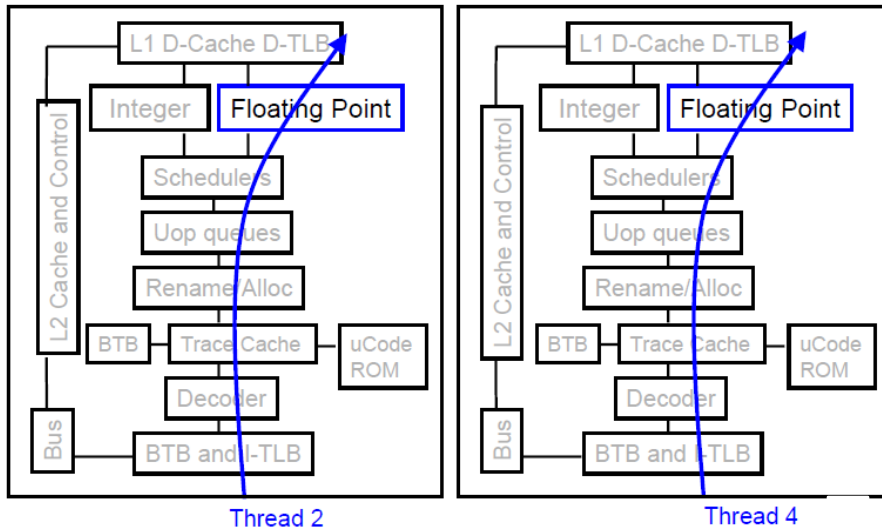 L1 D-Cache D-TLB
Integer
Floating Point
L2 Cache and Control
Schedulers
Uop queues
Rename/Alloc
BTB
Trace Cache
uCode
ROM
Decoder
Bus
BTB and I-TLB
Thread 2
L1 D-Cache D-TLB
Integer
Floating Point
L2 Cache and Control
Schedulers
Uop queues
Rename/Alloc
BTB
Trace Cache
uCode
ROM
Decoder
Bus
BTB and I-TLB
Thread 4